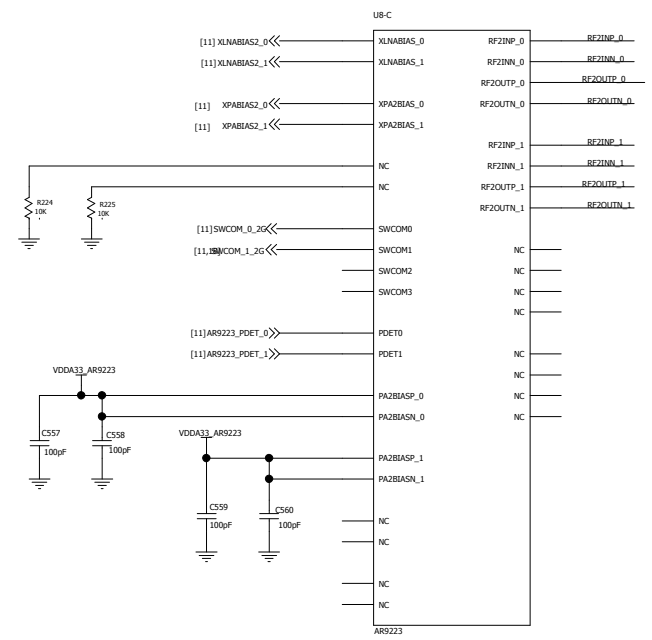 U8-C
[11] XLNABIAS2_0 XLNABIAS_0 RF2INP_0 RF2INP_0
[11] XLNABIAS2_1 XLNABIAS_1 RF2INN_0 RF2INN_0
RF2OUTP_0 RF2OUTP_0
[11] XPABIAS2_0 XPA2BIAS_0 RF2OUTN_0 RF2OUTN_0
[11] XPABIAS2_1 XPA2BIAS_1
RF2INP_1 RF2INP_1
NC RF2INN_1 RF2INN_1
NC RF2OUTP_1 RF2OUTP_1
R224 10K
R225 10K
RF2OUTN_1 RF2OUTN_1
[11] SWCOM_0_2G SWCOM0
SWCOM_1_2G SWCOM1 NC
SWCOM2 NC
SWCOM3 NC
NC
[11] AR9223_PDET_0 PDET0
[11] AR9223_PDET_1 PDET1 NC
VDDA33_AR9223 NC
PA2BIASP_0 NC
PA2BIASN_0 NC
C557 100pF
C558 100pF
VDDA33_AR9223
PA2BIASP_1
PA2BIASN_1
C559 100pF
C560 100pF
NC
NC
NC
NC
AR9223